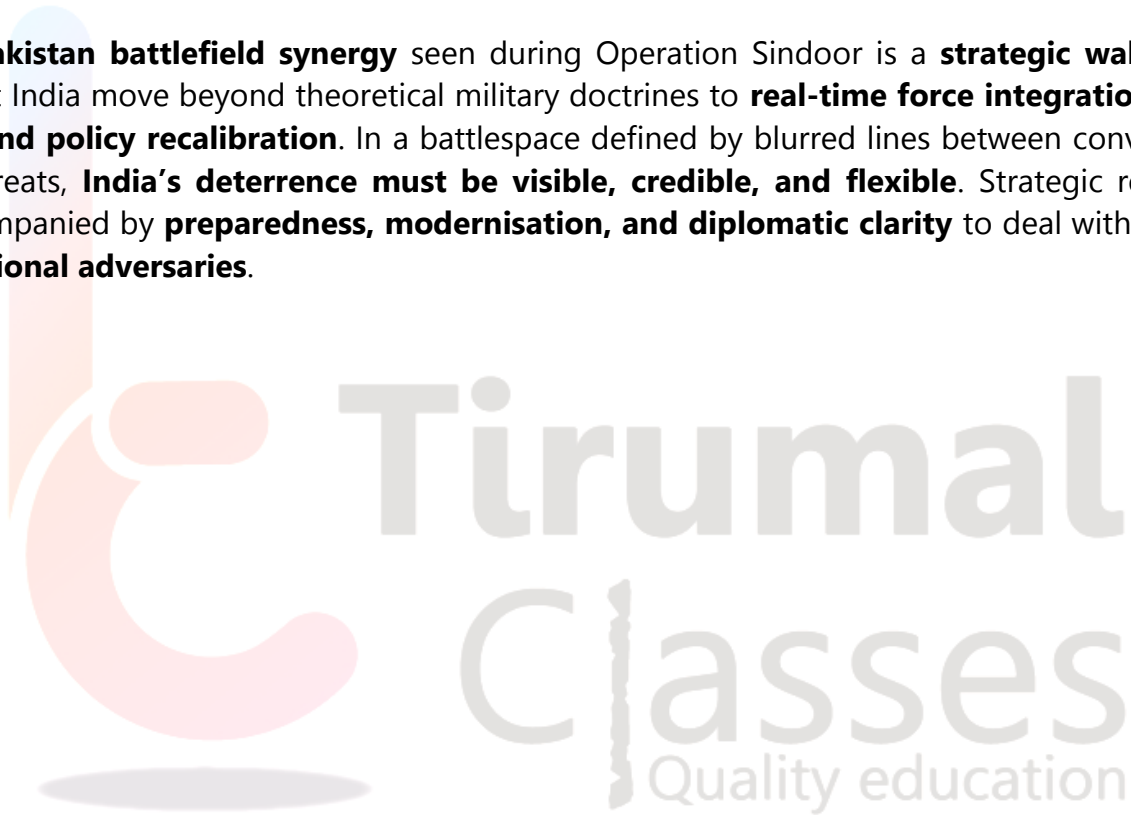 akistan battlefield synergy seen during Operation Sindoor is a strategic wa
t India move beyond theoretical military doctrines to real-time force integratio
nd policy recalibration. In a battlespace defined by blurred lines between conv
reats, India's deterrence must be visible, credible, and flexible. Strategic r
mpanied by preparedness, modernisation, and diplomatic clarity to deal with
ional adversaries.
Tirumal
Classes
Quality education